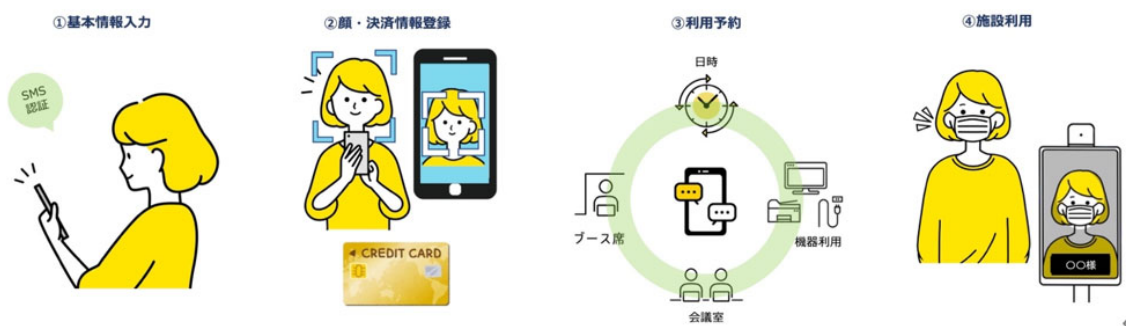 ①基本情報入力
SMS
認証
②顔・決済情報登録
CREDIT CARD
③利用予約
日時
ブース席
機器利用
会議室
④施設利用
○○様